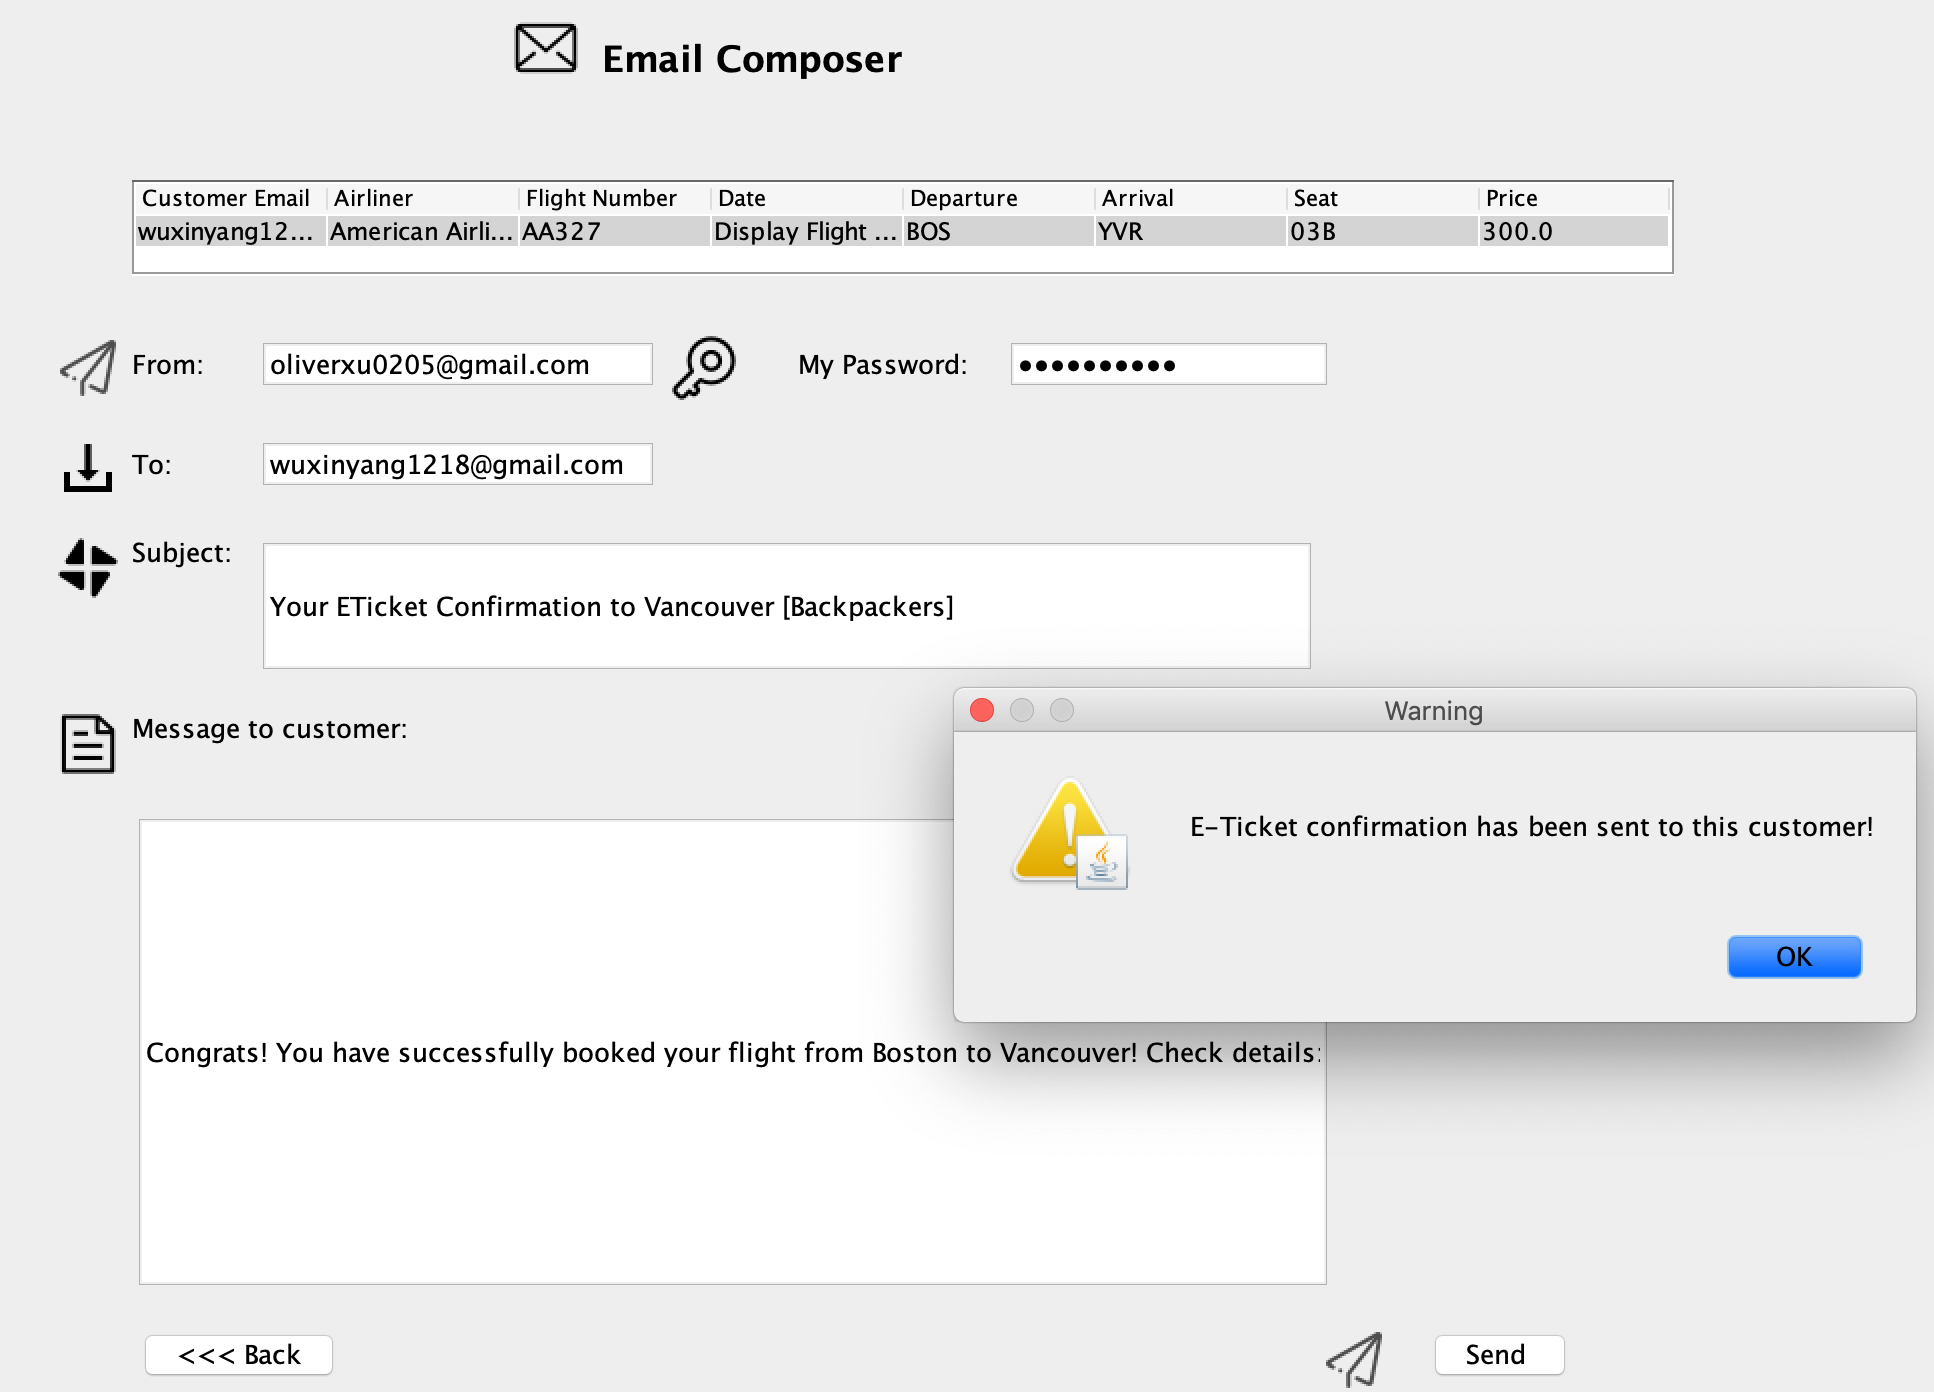 Email Composer
Customer Email Airliner Flight Number Date Departure Arrival Seat Price
wuxinyang12... American Airli... AA327 Display Flight ... BOS YVR 03B 300.0
From: oliverxu0205@gmail.com My Password: ••••••••••
To: wuxinyang1218@gmail.com
Subject:
Your ETicket Confirmation to Vancouver [Backpackers]
Message to customer:
Warning
E-Ticket confirmation has been sent to this customer!
OK
Congrats! You have successfully booked your flight from Boston to Vancouver! Check details:
<<< Back Send